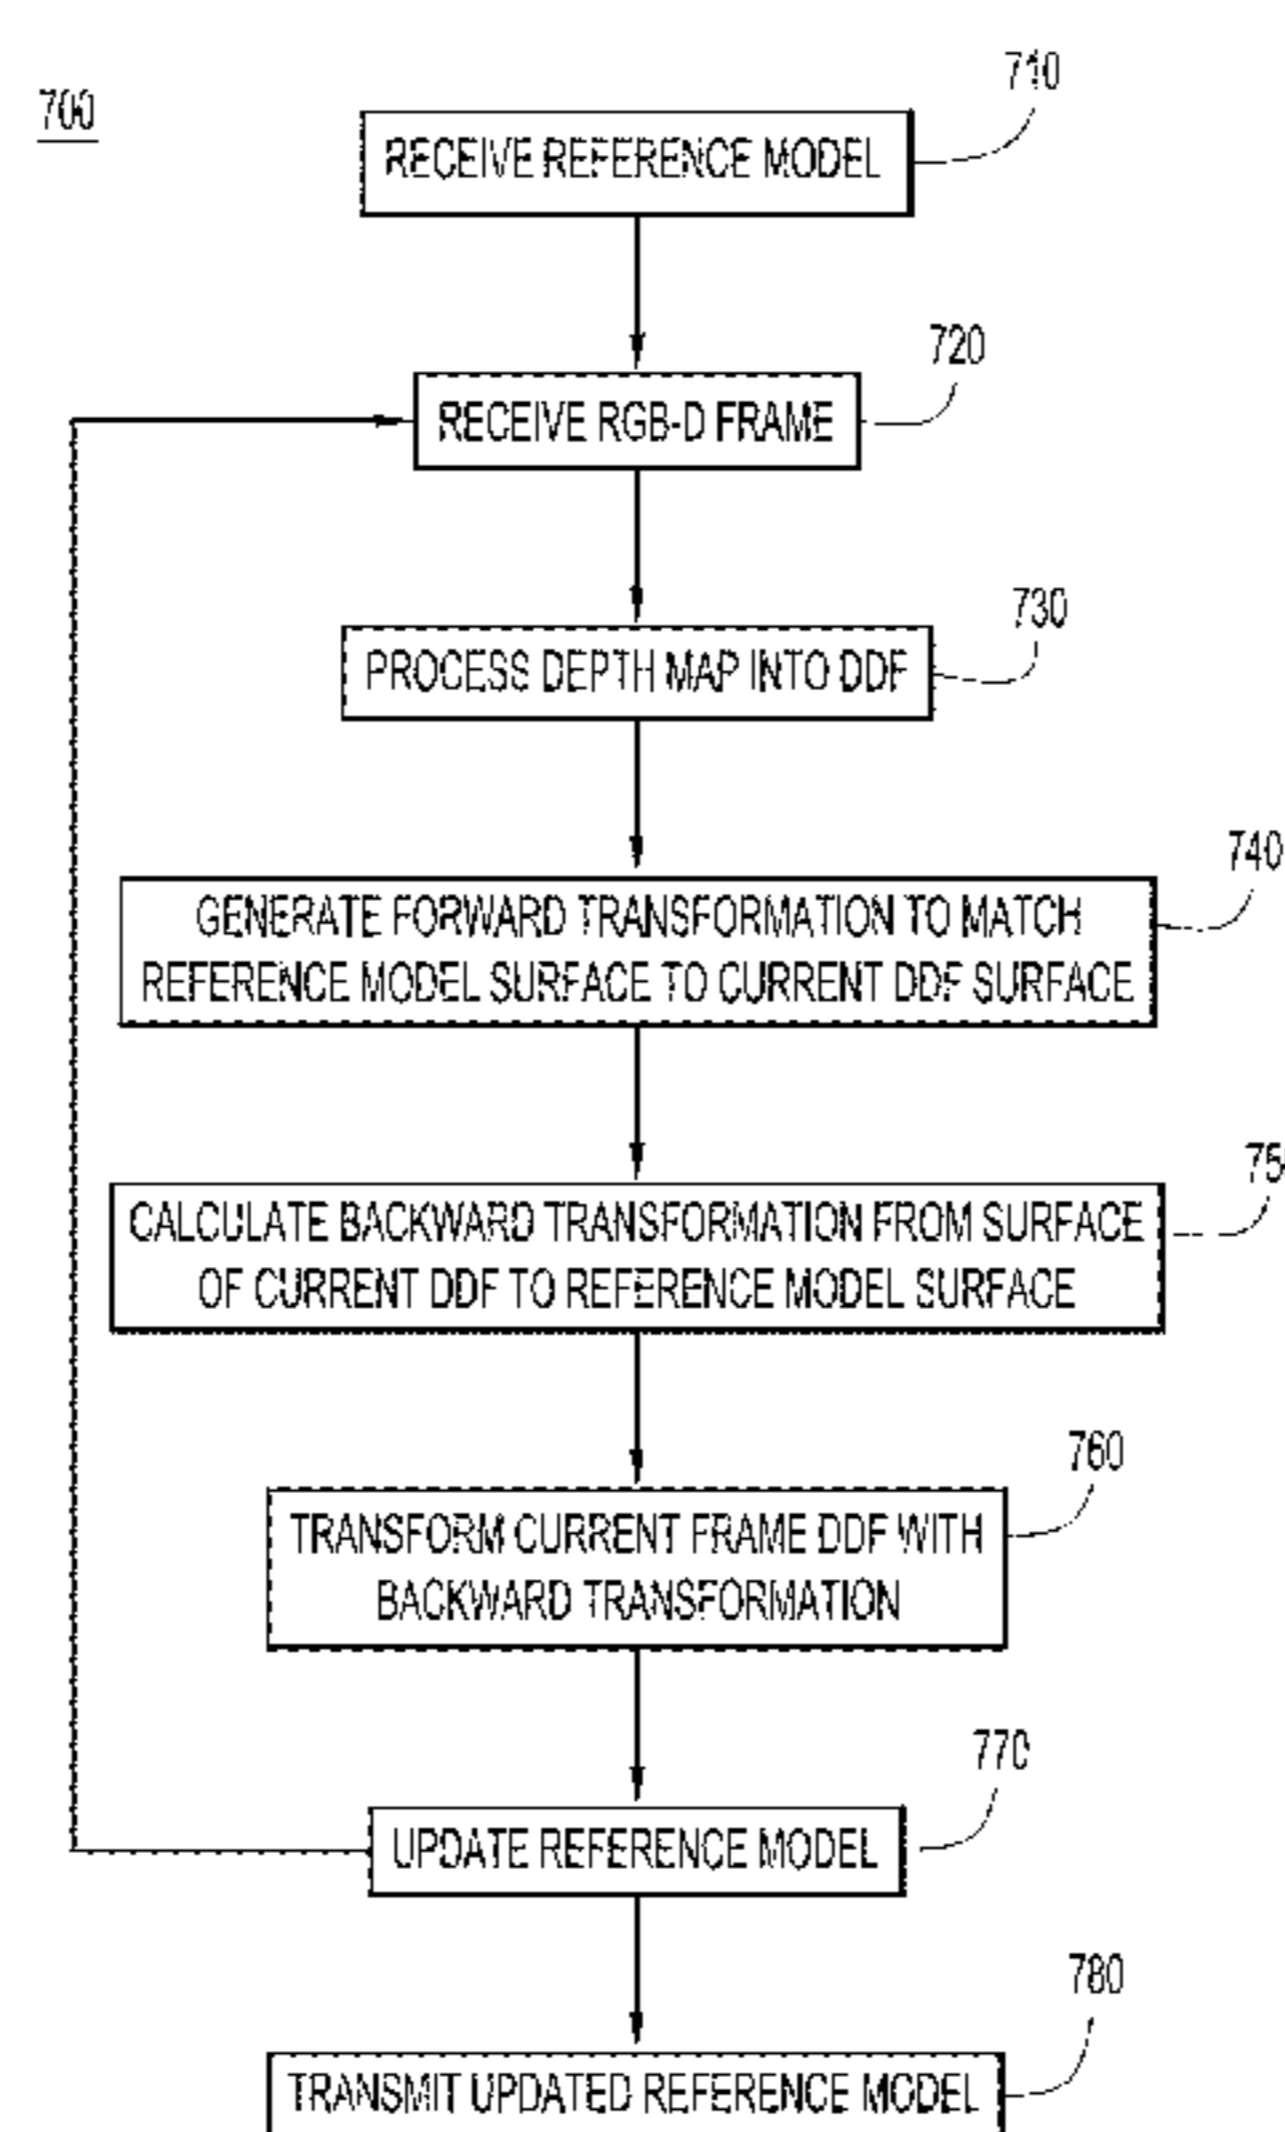 700
710
RECEIVE REFERENCE MODEL
720
RECEIVE RGB-D FRAME
730
PROCESS DEPTH MAP INTO DDF
740
GENERATE FORWARD TRANSFORMATION TO MATCH
REFERENCE MODEL SURFACE TO CURRENT DDF SURFACE
CALCULATE BACKWARD TRANSFORMATION FROM SURFACE
OF CURRENT DDF TO REFERENCE MODEL SURFACE
760
TRANSFORM CURRENT FRAME DDF WITH
BACKWARD TRANSFORMATION
770
UPDATE REFERENCE MODEL
780
TRANSMIT UPDATED REFERENCE MODEL